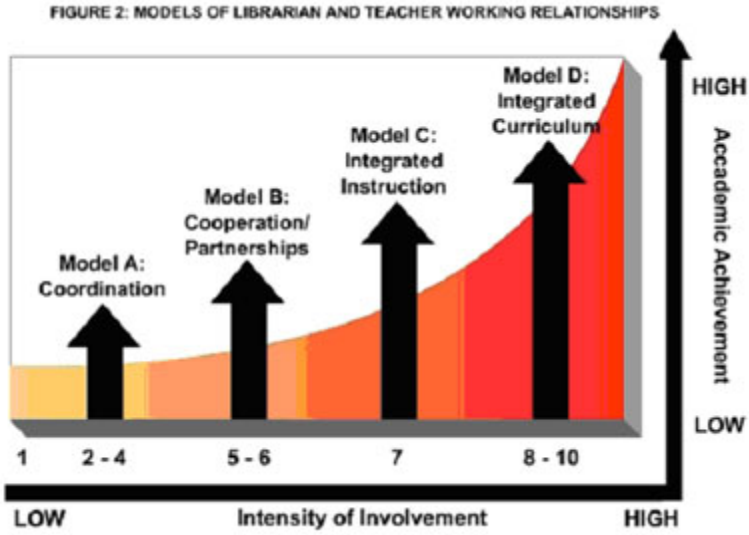 FIGURE 2: MODELS OF LIBRARIAN AND TEACHER WORKING RELATIONSHIPS
Model A:
Coordination
Model B:
Cooperation/
Partnerships
Model C:
Integrated
Instruction
Model D:
Integrated
Curriculum
HIGH
Accademic Achievement
LOW
1
2 - 4
5 - 6
7
8 - 10
LOW
Intensity of Involvement
HIGH